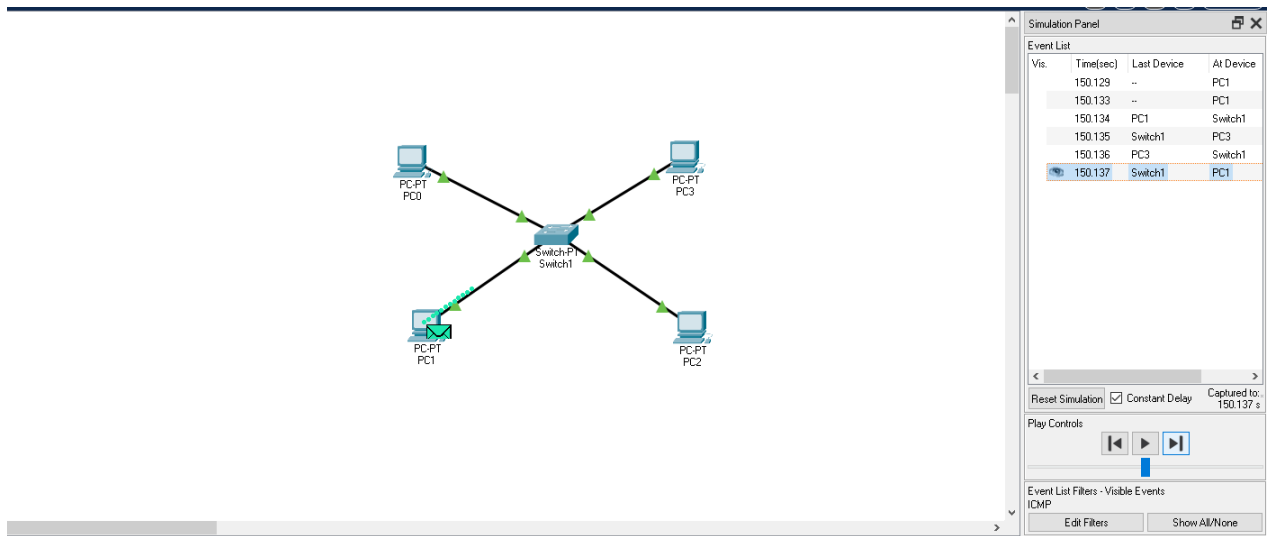 Simulation Panel
Event List
Vis. Time(sec) Last Device At Device
150.129 -- PC1
150.133 -- PC1
150.134 PC1 Switch1
150.135 Switch1 PC3
150.136 PC3 Switch1
150.137 Switch1 PC1
PC-PT
PC0
PC-PT
PC3
Switch-PT
Switch1
PC-PT
PC1
PC-PT
PC2
Reset Simulation Constant Delay Captured to:
150.137 s
Play Controls
Event List Filters - Visible Events
ICMP
Edit Filters Show All/None